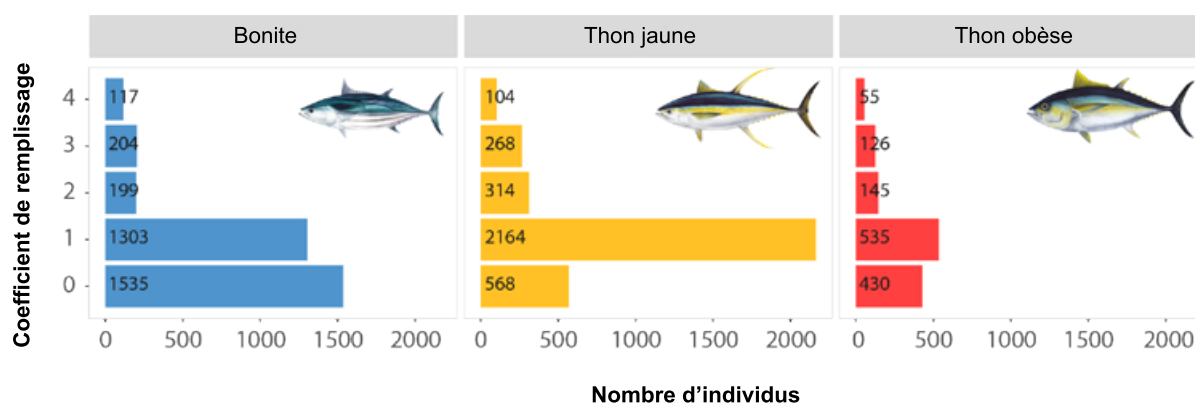 Bonite
Thon jaune
Thon obèse
Coefficient de remplissage
4
3
2
1
0
117
204
199
1303
1535
104
268
314
2164
568
55
126
145
535
430
0 500 1000 1500 2000
0 500 1000 1500 2000
0 500 1000 1500 2000
Nombre d’individus